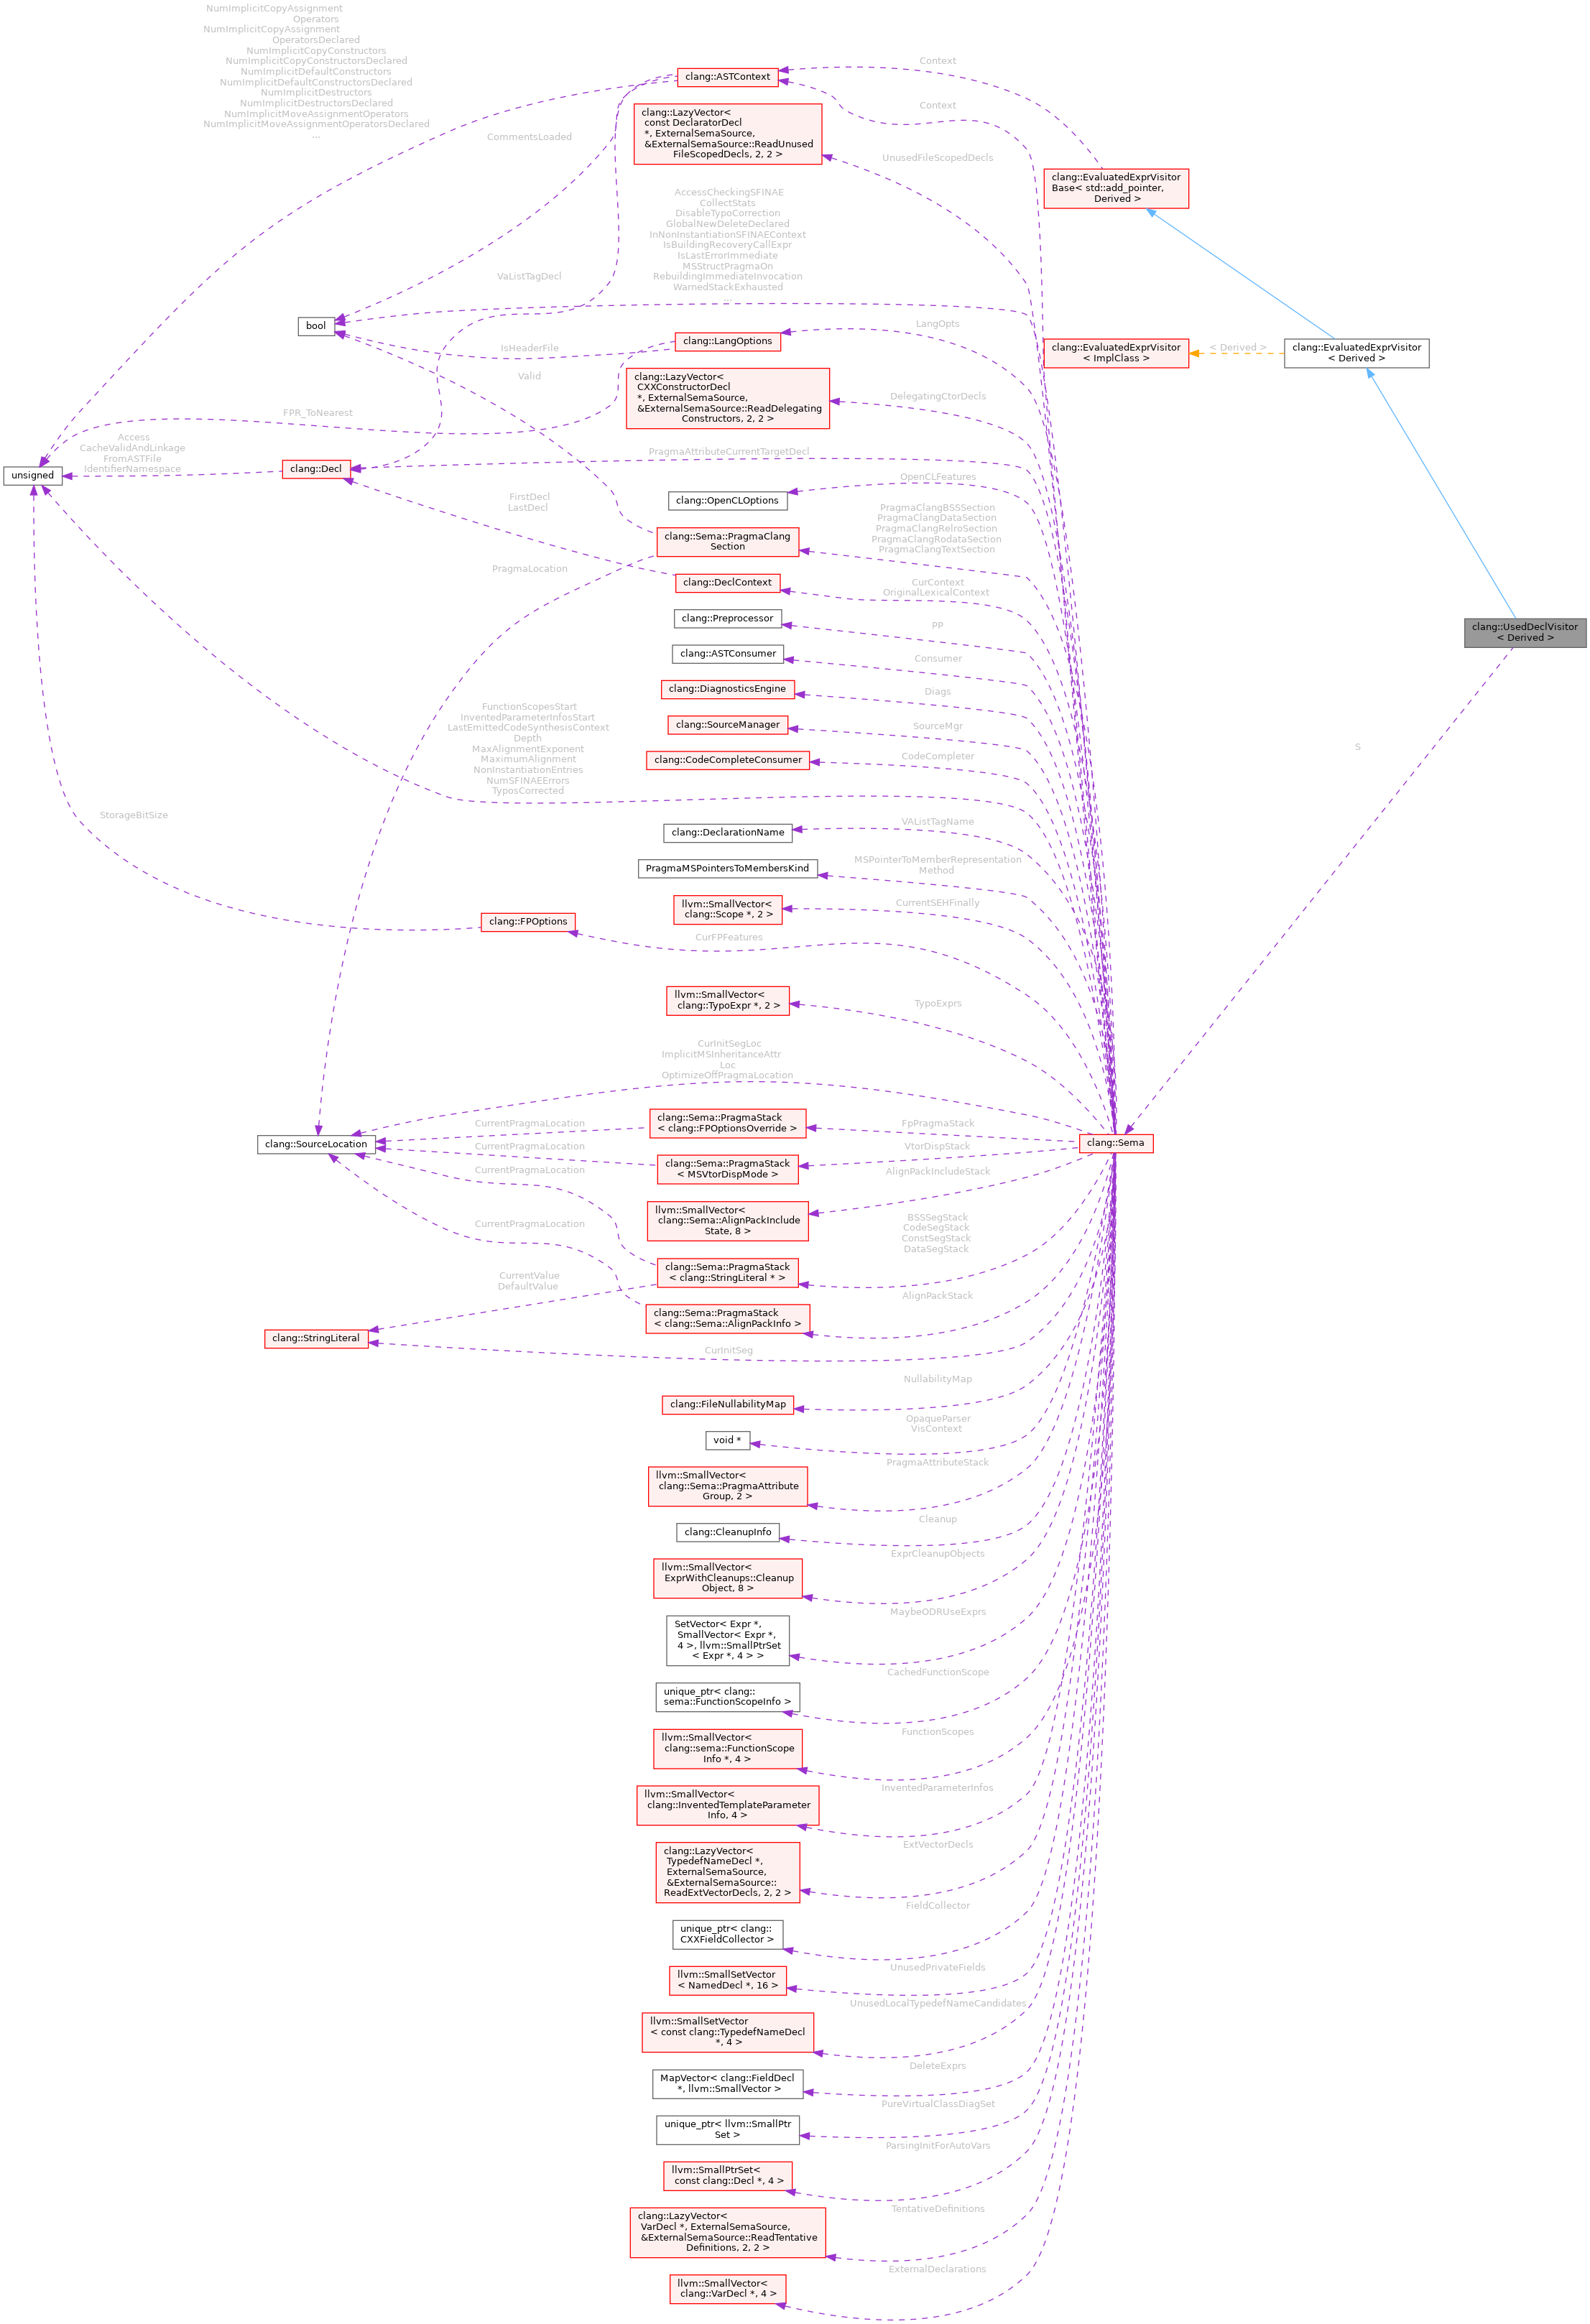 NumImplicitCopyAssignment
Operators
NumImplicitCopyAssignment
OperatorsDeclared
NumImplicitCopyConstructors
NumImplicitCopyConstructorsDeclared
NumImplicitDefaultConstructors
NumImplicitDefaultConstructorsDeclared
NumImplicitDestructors
NumImplicitDestructorsDeclared
NumImplicitMoveAssignmentOperators
NumImplicitMoveAssignmentOperatorsDeclared
...
clang::ASTContext
Context
Context
CommentsLoaded
clang::LazyVector<
const DeclaratorDecl
*, ExternalSemaSource,
&ExternalSemaSource::ReadUnused
FileScopedDecls, 2, 2 >
UnusedFileScopedDecls
clang::EvaluatedExprVisitor
Base< std::add_pointer,
Derived >
AccessCheckingSFINAE
CollectStats
DisableTypoCorrection
GlobalNewDeleteDeclared
InNonInstantiationSFINAEContext
IsBuildingRecoveryCallExpr
IsLastErrorImmediate
MSStructPragmaOn
RebuildingImmediateInvocation
WarnedStackExhausted
...
VaListTagDecl
bool
LangOpts
clang::LangOptions
IsHeaderFile
clang::EvaluatedExprVisitor
< ImplClass >
< Derived >
clang::EvaluatedExprVisitor
< Derived >
Valid
clang::LazyVector<
CXXConstructorDecl
*, ExternalSemaSource,
&ExternalSemaSource::ReadDelegating
Constructors, 2, 2 >
DelegatingCtorDecls
FPR_ToNearest
Access
CacheValidAndLinkage
FromASTFile
IdentifierNamespace
unsigned
clang::Decl
PragmaAttributeCurrentTargetDecl
OpenCLFeatures
clang::OpenCLOptions
FirstDecl
LastDecl
PragmaClangBSSSection
PragmaClangDataSection
PragmaClangRelroSection
PragmaClangRodataSection
PragmaClangTextSection
clang::Sema::PragmaClang
Section
PragmaLocation
clang::DeclContext
CurContext
OriginalLexicalContext
clang::Preprocessor
PP
clang::UsedDeclVisitor
< Derived >
clang::ASTConsumer
Consumer
clang::DiagnosticsEngine
Diags
clang::SourceManager
SourceMgr
S
FunctionScopesStart
InventedParameterInfosStart
LastEmittedCodeSynthesisContext
Depth
MaxAlignmentExponent
MaximumAlignment
NonInstantiationEntries
NumSFINAEErrors
TyposCorrected
clang::CodeCompleteConsumer
CodeCompleter
StorageBitSize
clang::DeclarationName
VAListTagName
PragmaMSPointersToMembersKind
MSPointerToMemberRepresentation
Method
llvm::SmallVector<
clang::Scope *, 2 >
CurrentSEHFinally
clang::FPOptions
CurFPFeatures
llvm::SmallVector<
clang::TypoExpr *, 2 >
TypoExprs
CurInitSegLoc
ImplicitMSInheritanceAttr
Loc
OptimizeOffPragmaLocation
clang::SourceLocation
CurrentPragmaLocation
clang::Sema::PragmaStack
< clang::FPOptionsOverride >
FpPragmaStack
clang::Sema
CurrentPragmaLocation
clang::Sema::PragmaStack
< MSVtorDispMode >
VtorDispStack
CurrentPragmaLocation
AlignPackIncludeStack
llvm::SmallVector<
clang::Sema::AlignPackInclude
State, 8 >
CurrentPragmaLocation
BSSSegStack
CodeSegStack
ConstSegStack
DataSegStack
clang::Sema::PragmaStack
< clang::StringLiteral * >
CurrentValue
DefaultValue
AlignPackStack
clang::Sema::PragmaStack
< clang::Sema::AlignPackInfo >
clang::StringLiteral
CurInitSeg
NullabilityMap
clang::FileNullabilityMap
OpaqueParser
VisContext
void *
PragmaAttributeStack
llvm::SmallVector<
clang::Sema::PragmaAttribute
Group, 2 >
Cleanup
clang::CleanupInfo
ExprCleanupObjects
llvm::SmallVector<
ExprWithCleanups::Cleanup
Object, 8 >
MaybeODRUseExprs
SetVector< Expr *,
SmallVector< Expr *,
4 >, llvm::SmallPtrSet
< Expr *, 4 > >
CachedFunctionScope
unique_ptr< clang::
sema::FunctionScopeInfo >
FunctionScopes
llvm::SmallVector<
clang::sema::FunctionScope
Info *, 4 >
InventedParameterInfos
llvm::SmallVector<
clang::InventedTemplateParameter
Info, 4 >
ExtVectorDecls
clang::LazyVector<
TypedefNameDecl *,
ExternalSemaSource,
&ExternalSemaSource::
ReadExtVectorDecls, 2, 2 >
FieldCollector
unique_ptr< clang::
CXXFieldCollector >
UnusedPrivateFields
llvm::SmallSetVector
< NamedDecl *, 16 >
UnusedLocalTypedefNameCandidates
llvm::SmallSetVector
< const clang::TypedefNameDecl
*, 4 >
DeleteExprs
MapVector< clang::FieldDecl
*, llvm::SmallVector >
PureVirtualClassDiagSet
unique_ptr< llvm::SmallPtr
Set >
ParsingInitForAutoVars
llvm::SmallPtrSet<
const clang::Decl *, 4 >
TentativeDefinitions
clang::LazyVector<
VarDecl *, ExternalSemaSource,
&ExternalSemaSource::ReadTentative
Definitions, 2, 2 >
ExternalDeclarations
llvm::SmallVector<
clang::VarDecl *, 4 >